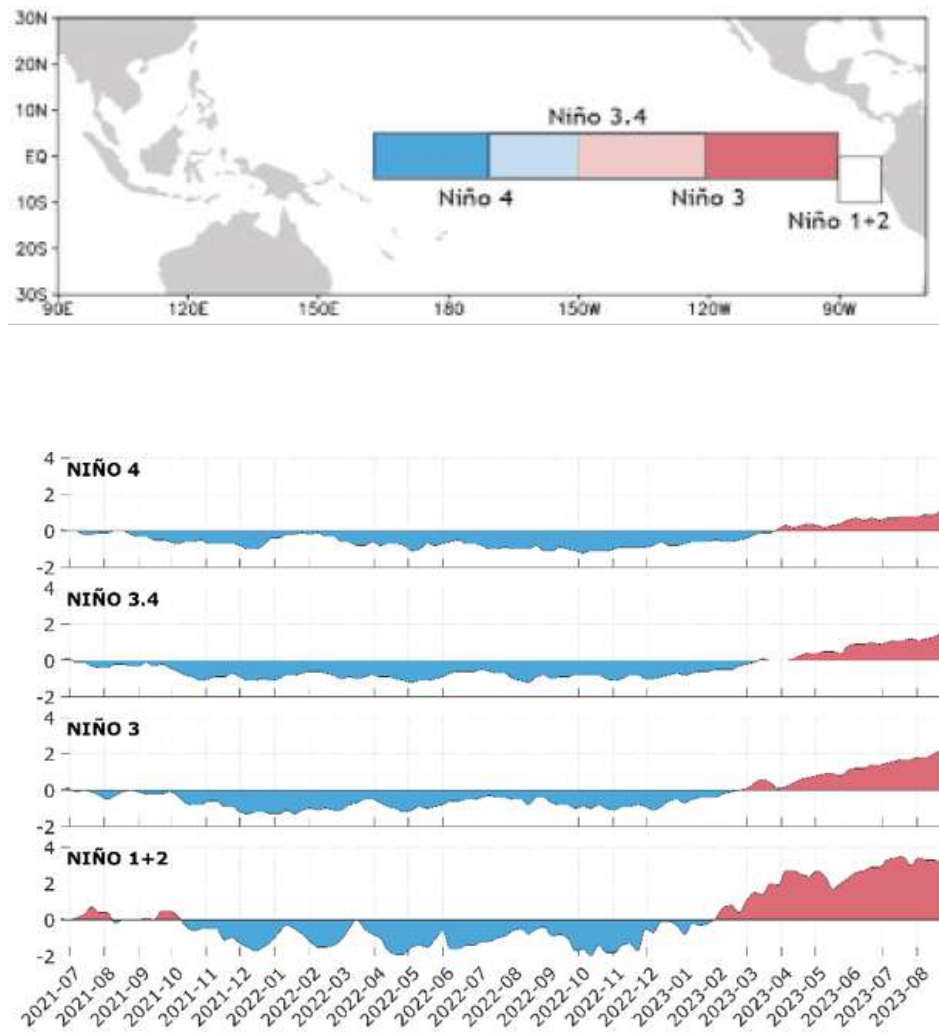 30N
20N
10N
EQ
10S
20S
30S
Niño 3.4
Niño 4
Niño 3
Niño 1+2
90E 120E 150E 180 150W 120W 90W
NIÑO 4
4
2
0
-2
NIÑO 3.4
4
2
0
-2
NIÑO 3
4
2
0
-2
NIÑO 1+2
4
2
0
-2
2021-07 2021-08 2021-09 2021-10 2021-11 2021-12 2022-01 2022-02 2022-03 2022-04 2022-05 2022-06 2022-07 2022-08 2022-09 2022-10 2022-11 2022-12 2023-01 2023-02 2023-03 2023-04 2023-05 2023-06 2023-07 2023-08